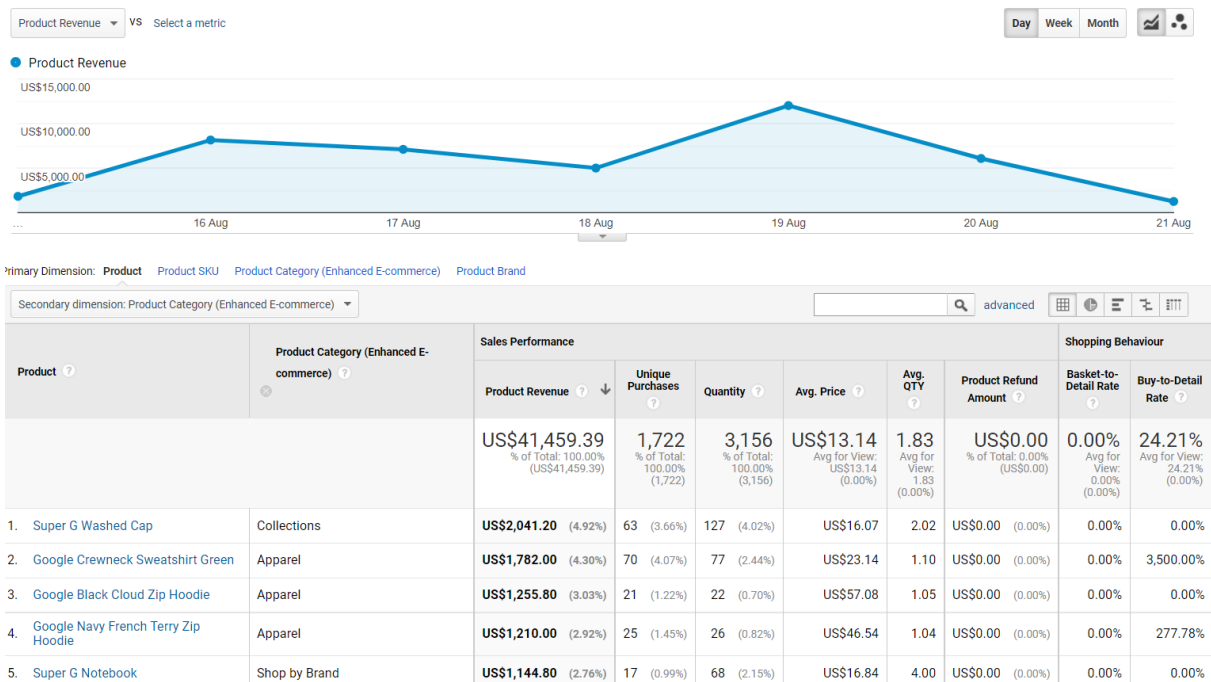 Product Revenue VS Select a metric Day Week Month
Product Revenue
US$15,000.00
US$10,000.00
US$5,000.00
... 16 Aug 17 Aug 18 Aug 19 Aug 20 Aug 21 Aug
Primary Dimension: Product Product SKU Product Category (Enhanced E-commerce) Product Brand
Secondary dimension: Product Category (Enhanced E-commerce) advanced
Product ?
Product Category (Enhanced E-
commerce) ?
Sales Performance
Shopping Behaviour
Product Revenue ?
Unique
Purchases
?
Quantity ?
Avg. Price ?
Avg.
QTY
?
Product Refund
Amount ?
Basket-to-
Detail Rate
?
Buy-to-Detail
Rate ?
US$41,459.39
% of Total: 100.00%
(US$41,459.39)
1,722
% of Total:
100.00%
(1,722)
3,156
% of Total:
100.00%
(3,156)
US$13.14
Avg for View:
US$13.14
(0.00%)
1.83
Avg for
View:
1.83
(0.00%)
US$0.00
% of Total: 0.00%
(US$0.00)
0.00%
Avg for
View:
0.00%
(0.00%)
24.21%
Avg for View:
24.21%
(0.00%)
1. Super G Washed Cap Collections US$2,041.20 (4.92%) 63 (3.66%) 127 (4.02%) US$16.07 2.02 US$0.00 (0.00%) 0.00% 0.00%
2. Google Crewneck Sweatshirt Green Apparel US$1,782.00 (4.30%) 70 (4.07%) 77 (2.44%) US$23.14 1.10 US$0.00 (0.00%) 0.00% 3,500.00%
3. Google Black Cloud Zip Hoodie Apparel US$1,255.80 (3.03%) 21 (1.22%) 22 (0.70%) US$57.08 1.05 US$0.00 (0.00%) 0.00% 0.00%
4. Google Navy French Terry Zip
Hoodie Apparel US$1,210.00 (2.92%) 25 (1.45%) 26 (0.82%) US$46.54 1.04 US$0.00 (0.00%) 0.00% 277.78%
5. Super G Notebook Shop by Brand US$1,144.80 (2.76%) 17 (0.99%) 68 (2.15%) US$16.84 4.00 US$0.00 (0.00%) 0.00% 0.00%